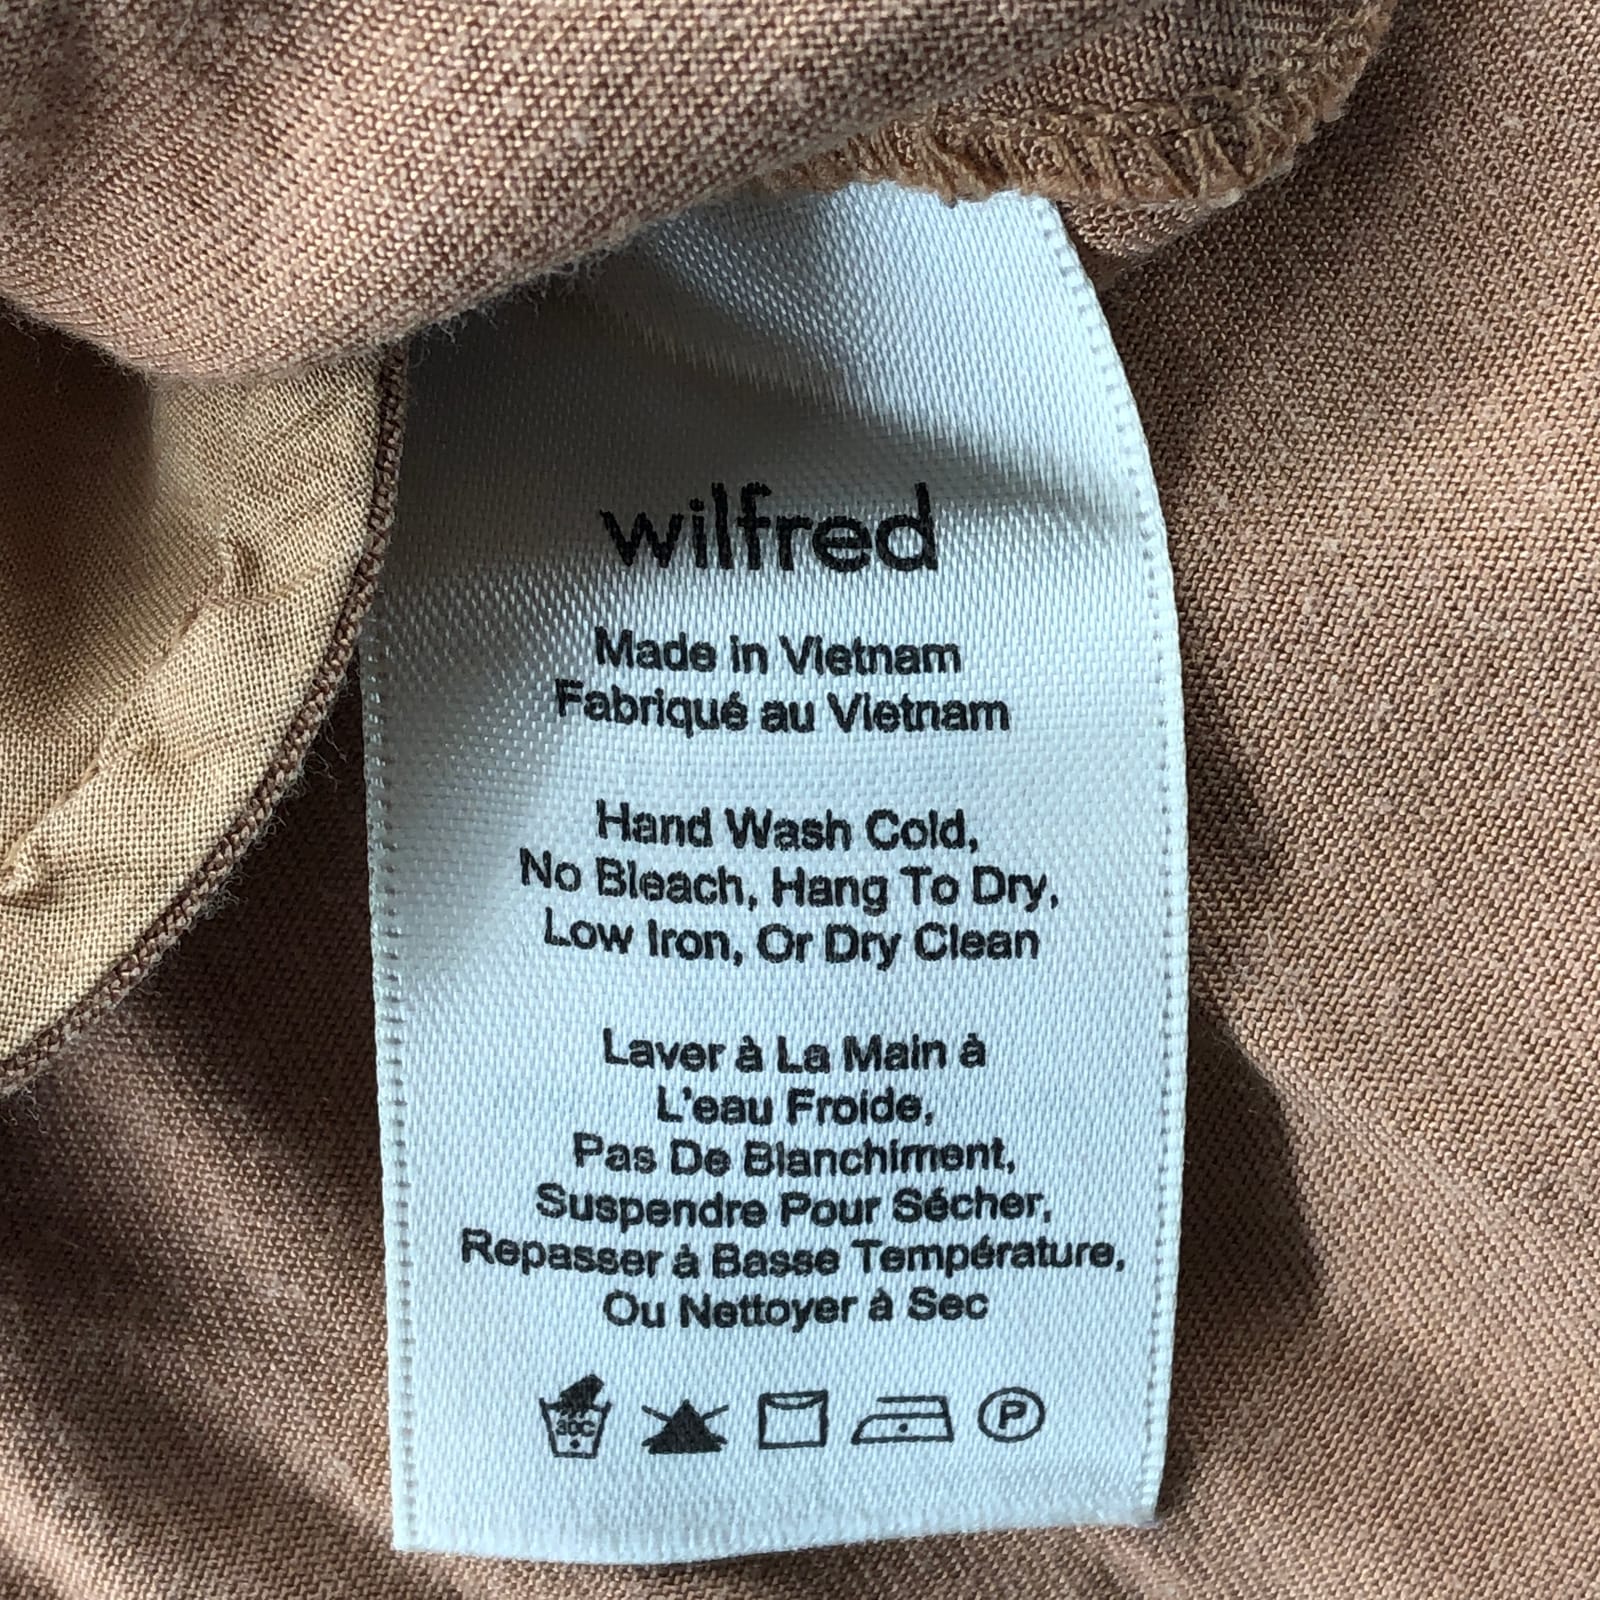 wilfred
Made in Vietnam
Fabriqué au Vietnam
Hand Wash Cold,
No Bleach, Hang To Dry,
Low Iron, Or Dry Clean
Laver à La Main à
L'eau Froide,
Pas De Blanchiment,
Suspendre Pour Sécher,
Repasser à Basse Température,
Ou Nettoyer à Sec
30C P